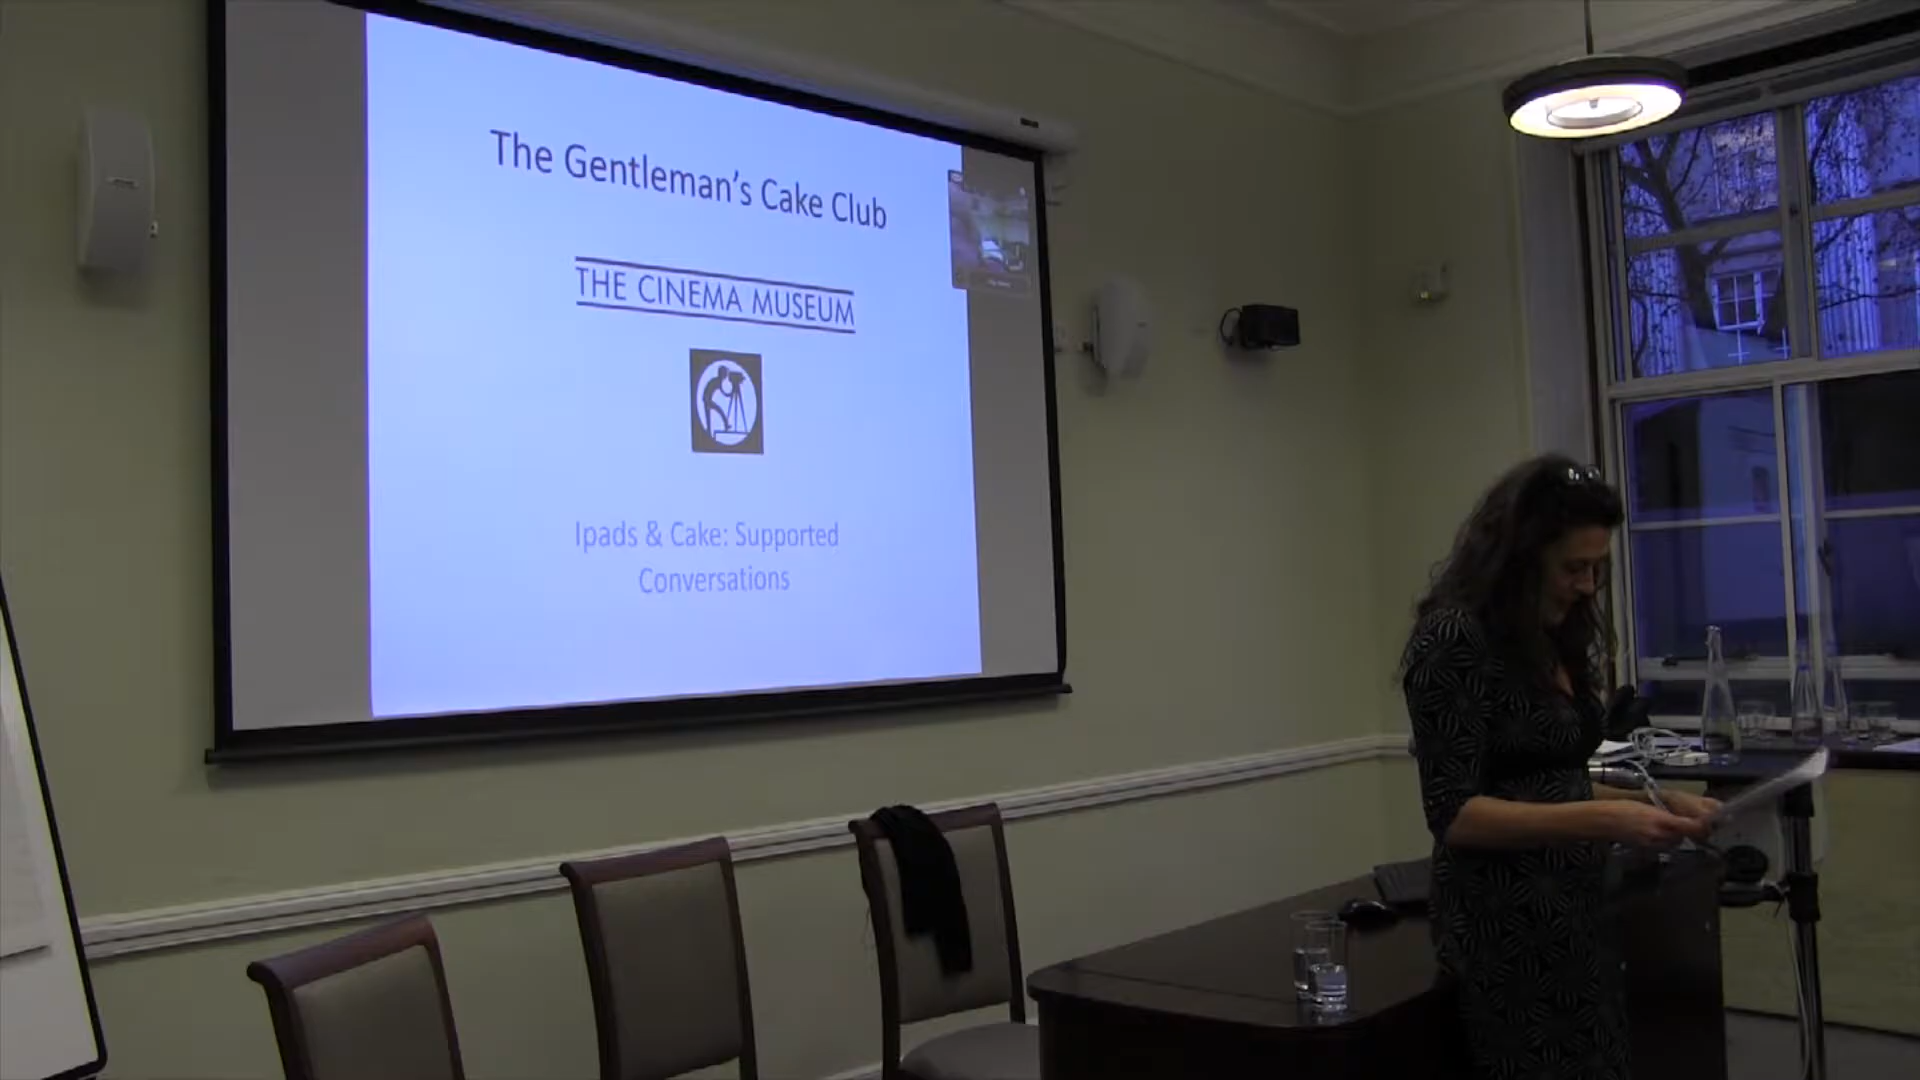 The Gentleman's Cake Club
THE CINEMA MUSEUM
Ipads & Cake: Supported
Conversations